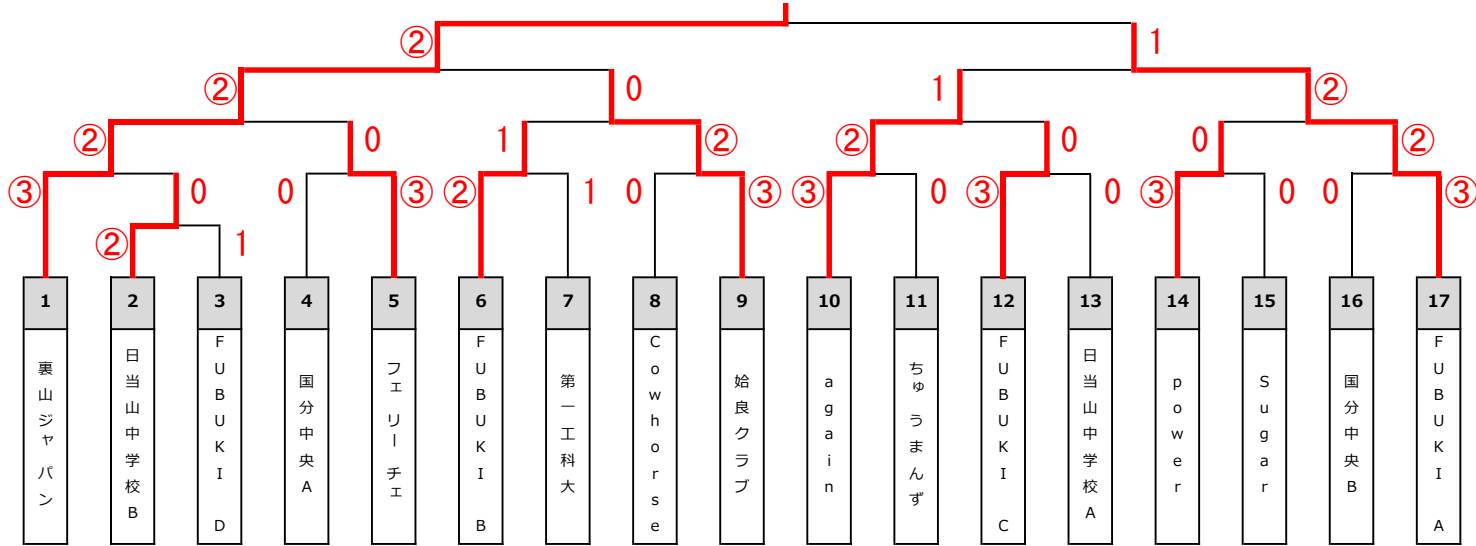 ② 1
② 0 1 ②
② 0 1 ② ② 0 0 ②
③ 0 0 ③ ② 1 0 ③ ③ 0 ③ 0 ③ 0 0 ③
② 1
1 2 3 4 5 6 7 8 9 10 11 12 13 14 15 16 17
裏山ジャパン
日当山中学校B
FUBUKI D
国分中央A
フェリーチェ
FUBUKI B
第一工科大
Cowhorse
姶良クラブ
again
ちゅうまんず
FUBUKI C
日当山中学校A
power
Sugar
国分中央B
FUBUKI A